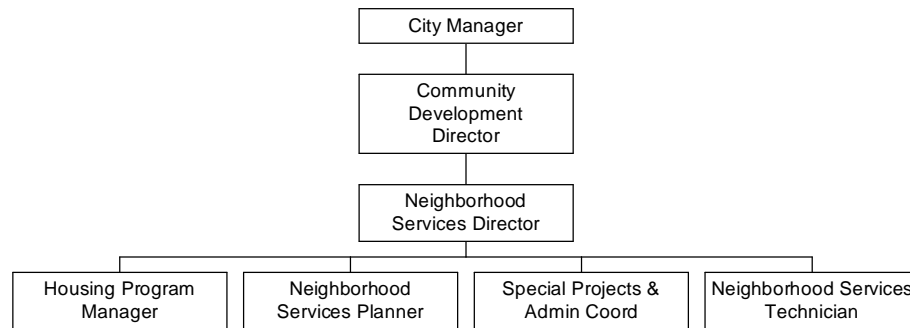 City Manager
Community
Development
Director
Neighborhood
Services Director
Housing Program
Manager
Neighborhood
Services Planner
Special Projects &
Admin Coord
Neighborhood Services
Technician